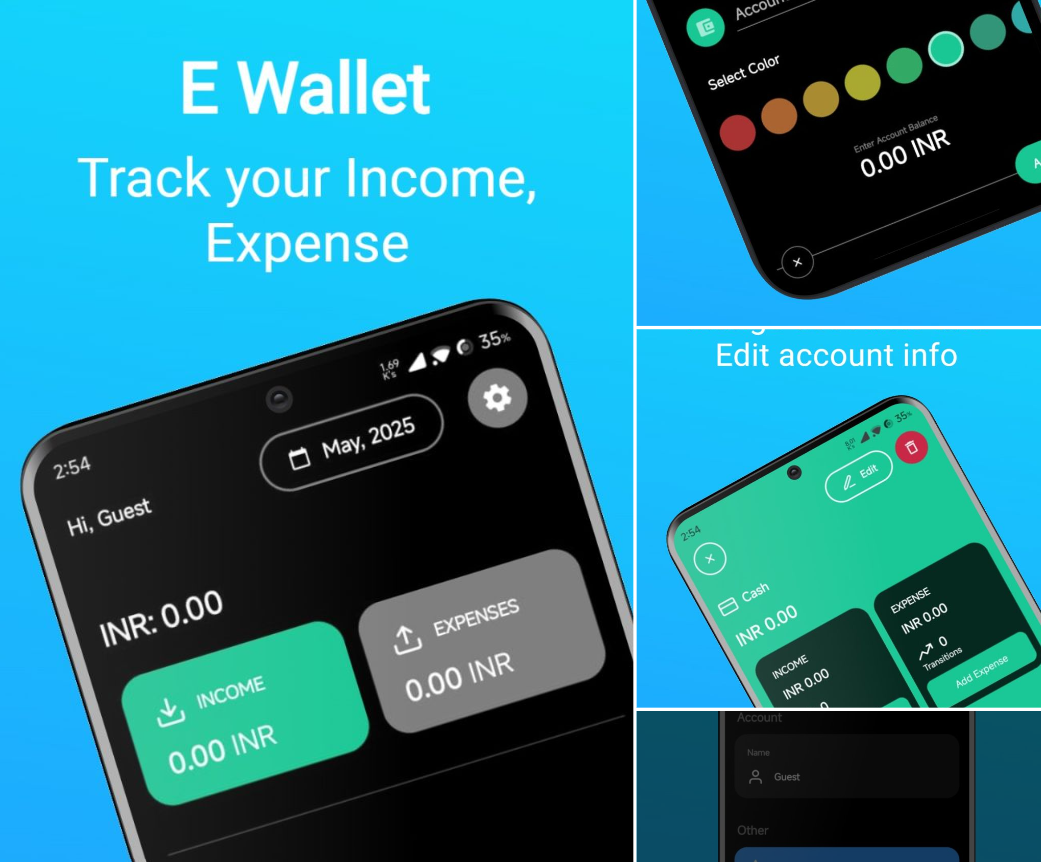 E Wallet
Track your Income,
Expense
1.69
K's
35%
2:54
May, 2025
Hi, Guest
INR: 0.00
INCOME
0.00 INR
EXPENSES
0.00 INR
Select Color
Enter Account Balance
0.00 INR
Edit account info
35%
2:54
Edit
Cash
INR 0.00
INCOME
INR 0.00
0
EXPENSE
INR 0.00
0
Transitions
Add Expense
Account
Name
Guest
Other